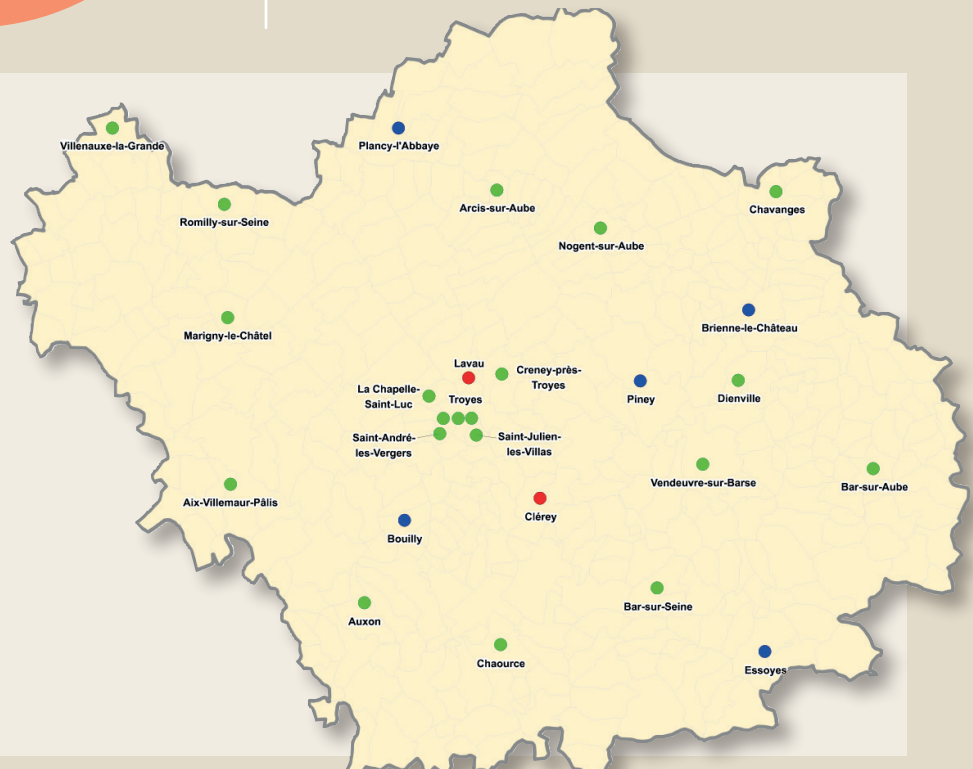 Villenauxe-la-Grande
Plancy-l'Abbaye
Romilly-sur-Seine
Arcis-sur-Aube
Chavanges
Nogent-sur-Aube
Marigny-le-Châtel
Brienne-le-Château
Lavau
Creney-près-
Troyes
La Chapelle-
Saint-Luc
Troyes
Piney
Dienville
Saint-André-
les-Vergers
Saint-Julien-
les-Villas
Vendeuvre-sur-Barse
Bar-sur-Aube
Aix-Villemaur-Pâlis
Clérey
Bouilly
Bar-sur-Seine
Auxon
Chaource
Essoyes